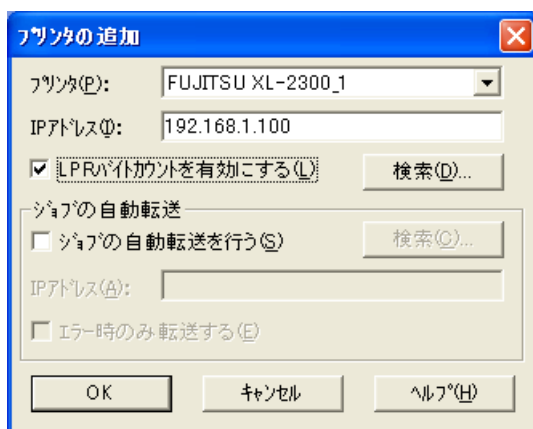 プリンタの追加
プリンタ(P): FUJITSU XL-2300_1
IPアドレス(I): 192.168.1.100
LPRバイトカウントを有効にする(L) 検索(D)...
ジョブの自動転送
ジョブの自動転送を行う(S) 検索(C)...
IPアドレス(A):
エラー時のみ転送する(E)
OK キャンセル ヘルプ(H)